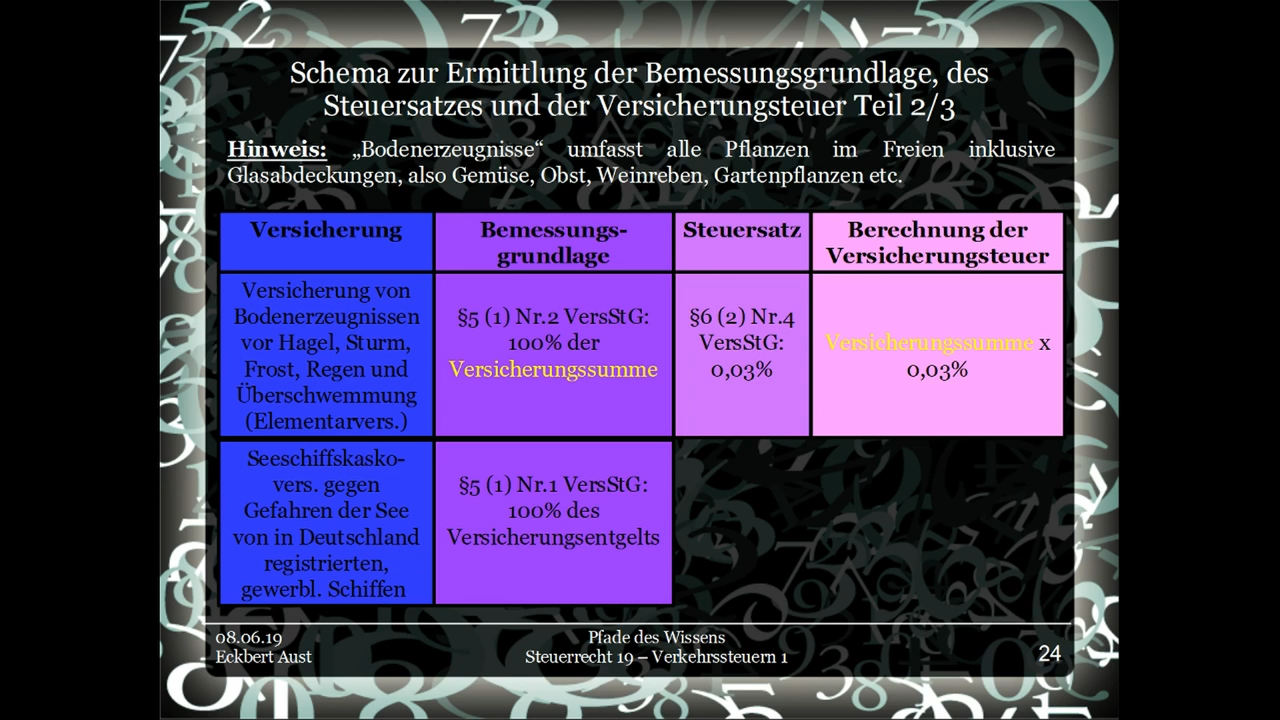 Schema zur Ermittlung der Bemessungsgrundlage, des
Steuersatzes und der Versicherungsteuer Teil 2/3
Hinweis: „Bodenerzeugnisse“ umfasst alle Pflanzen im Freien inklusive
Glasabdeckungen, also Gemüse, Obst, Weinreben, Gartenpflanzen etc.
Versicherung
Bemessungs-
grundlage
Steuersatz
Berechnung der
Versicherungsteuer
Versicherung von
Bodenerzeugnissen
vor Hagel, Sturm,
Frost, Regen und
Überschwemmung
(Elementarvers.)
§5 (1) Nr.2 VersStG:
100% der
Versicherungssumme
§6 (2) Nr.4
VersStG:
0,03%
Versicherungssumme x
0,03%
Seeschiffskasko-
vers. gegen
Gefahren der See
von in Deutschland
registrierten,
gewerbl. Schiffen
§5 (1) Nr.1 VersStG:
100% des
Versicherungsentgelts
08.06.19
Eckbert Aust
Pfade des Wissens
Steuerrecht 19 – Verkehrssteuern 1
24